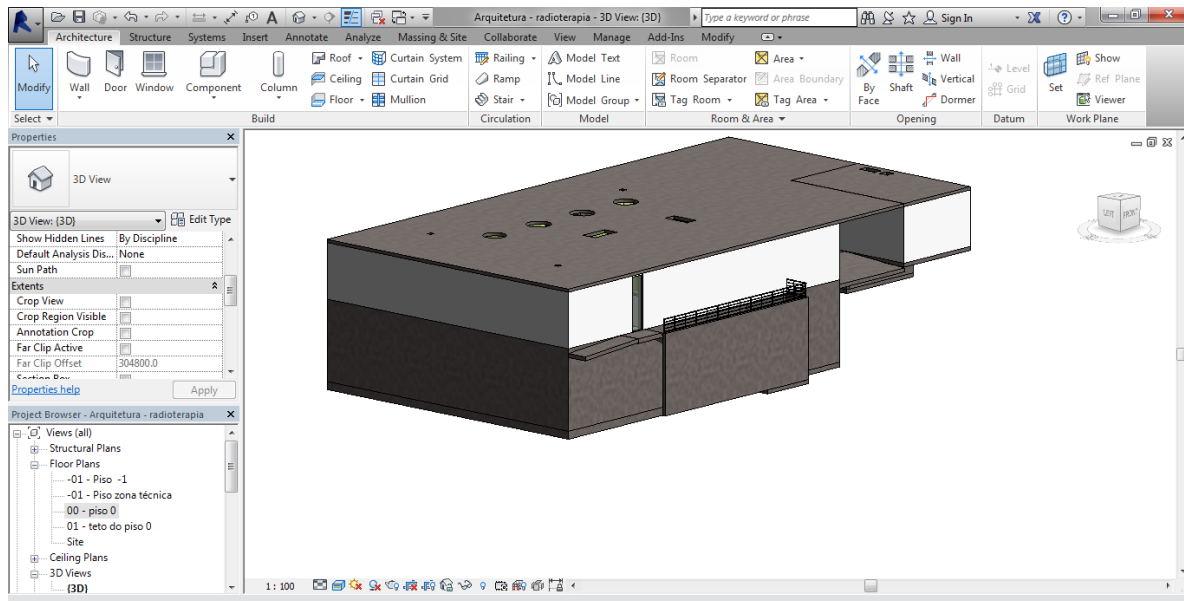 Arquitetura - radioterapia - 3D View: {3D} Type a keyword or phrase Sign In
Architecture Structure Systems Insert Annotate Analyze Massing & Site Collaborate View Manage Add-Ins Modify
Roof Curtain System Railing Model Text Room Area Wall Show
Modify Wall Door Window Component Column Ceiling Curtain Grid Ramp Model Line Room Separator Area Boundary By Face Shaft Vertical Level Set Ref Plane
Floor Mullion Stair Model Group Tag Room Tag Area Dormer Grid Viewer
Select Build Circulation Model Room & Area Opening Datum Work Plane
Properties
3D View
3D View: {3D} Edit Type
Show Hidden Lines By Discipline
Default Analysis Dis... None
Sun Path
Extents
Crop View
Crop Region Visible
Annotation Crop
Far Clip Active
Far Clip Offset 304800.0
Section Box
Properties help Apply
Project Browser - Arquitetura - radioterapia
Views (all)
Structural Plans
Floor Plans
-01 - Piso -1
-01 - Piso zona técnica
00 - piso 0
01 - teto do piso 0
Site
Ceiling Plans
3D Views
{3D}
1 : 100
LEFT FRONT